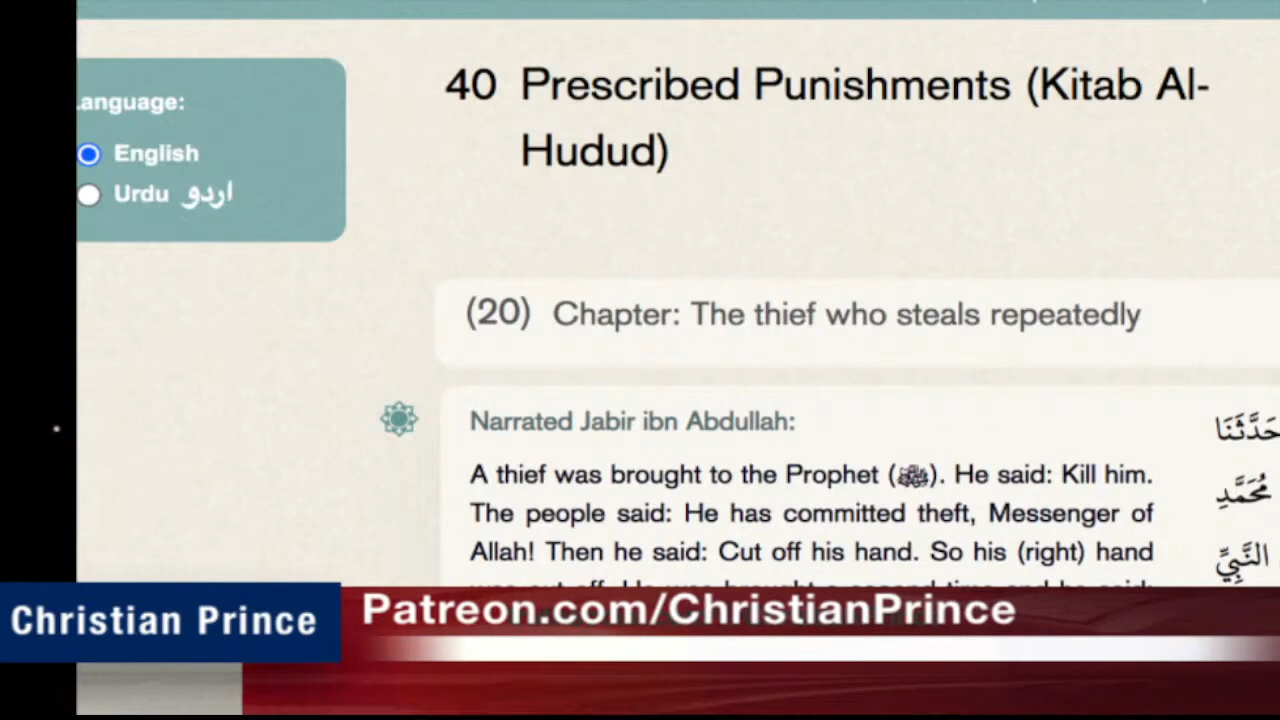 anguage:
English
Urdu اردو
40 Prescribed Punishments (Kitab Al-
Hudud)
(20) Chapter: The thief who steals repeatedly
Narrated Jabir ibn Abdullah:
A thief was brought to the Prophet (ﷺ). He said: Kill him.
The people said: He has committed theft, Messenger of
Allah! Then he said: Cut off his hand. So his (right) hand
حَدَّثَنَا
مُحَمَّدِ
النَّبِيِّ
Christian Prince
Patreon.com/ChristianPrince